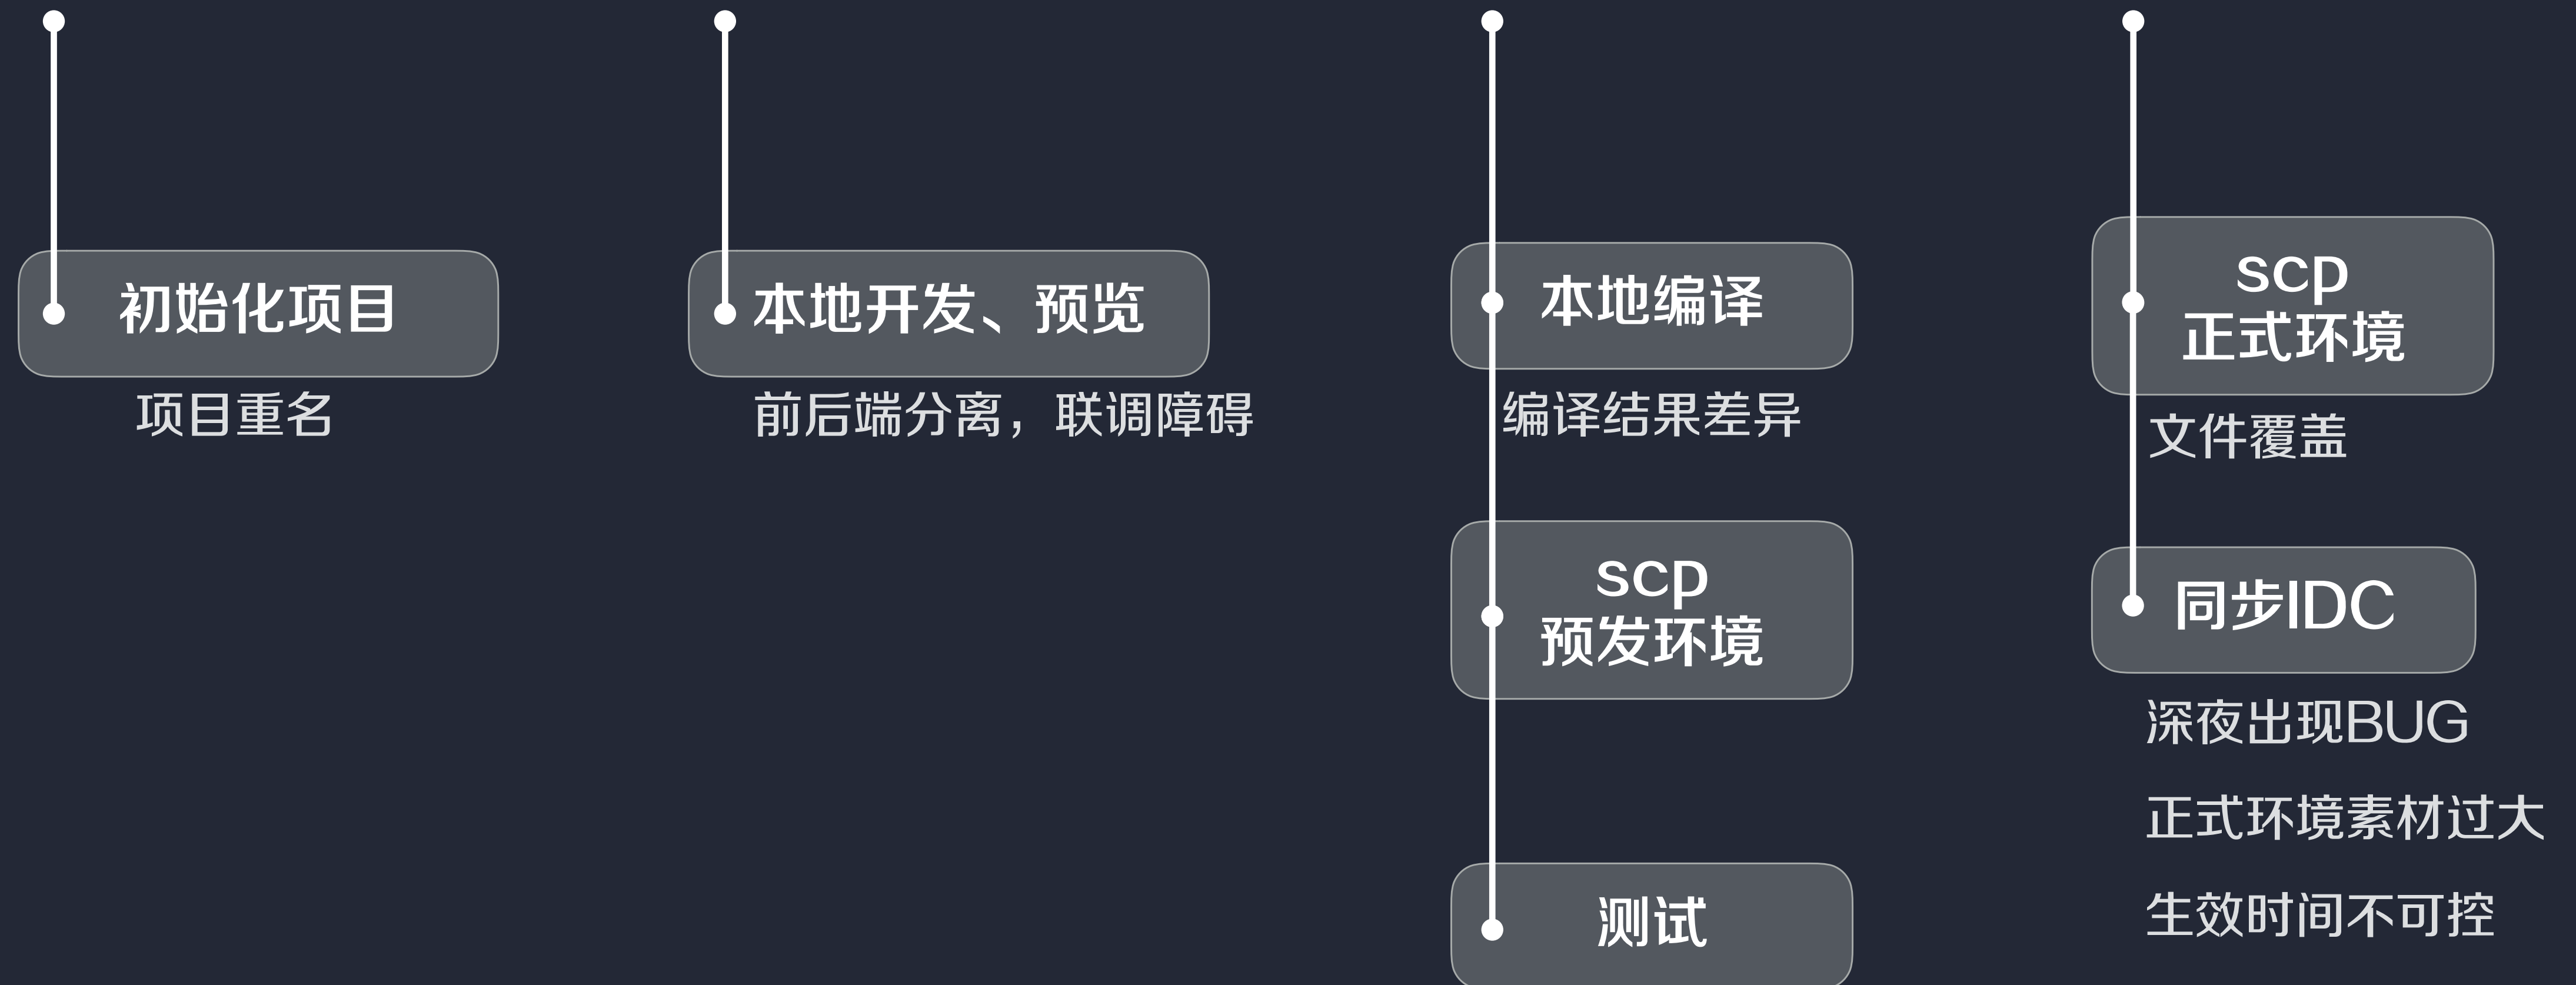 初始化项目
项目重名
本地开发、预览
前后端分离，联调障碍
本地编译
编译结果差异
scp
预发环境
测试
scp
正式环境
文件覆盖
同步IDC
深夜出现BUG
正式环境素材过大
生效时间不可控